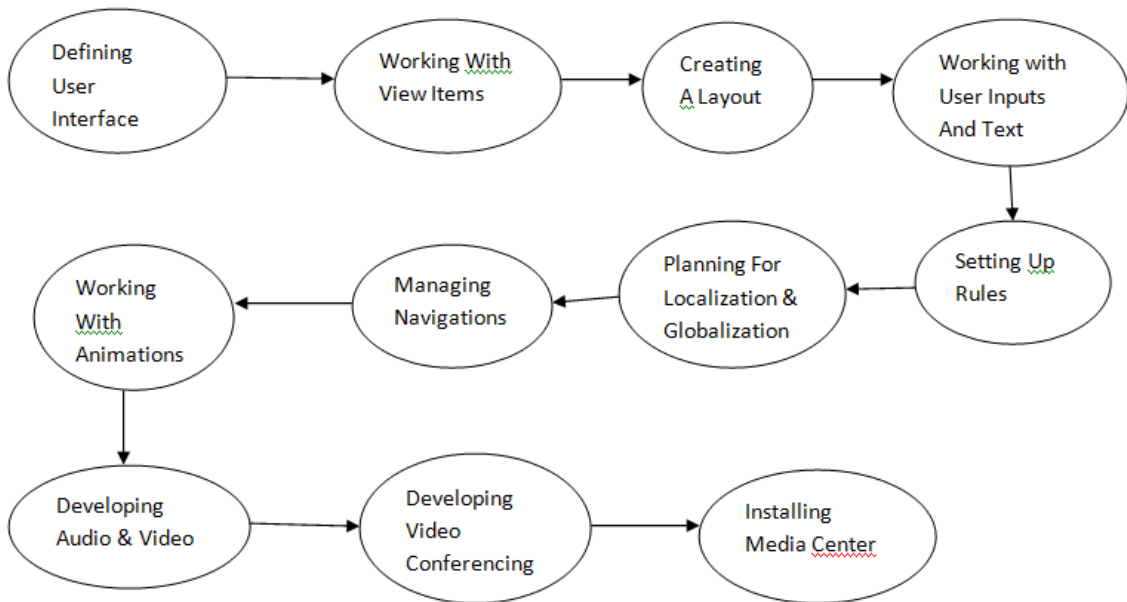 Defining
User
Interface
Working With
View Items
Creating
A Layout
Working with
User Inputs
And Text
Setting Up
Rules
Planning For
Localization &
Globalization
Managing
Navigations
Working
With
Animations
Developing
Audio & Video
Developing
Video
Conferencing
Installing
Media Center